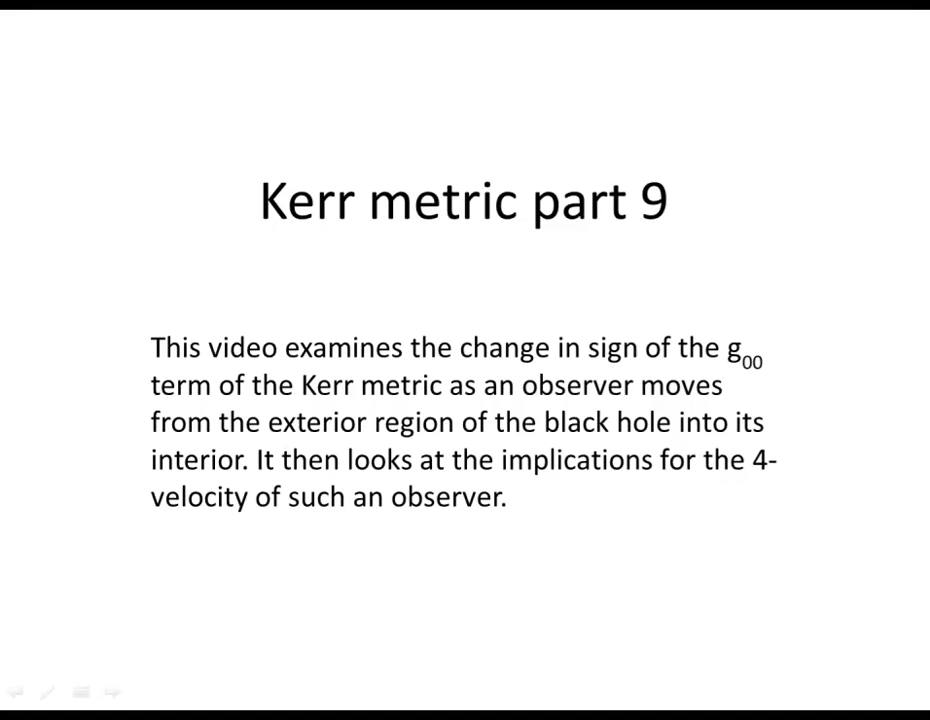 Kerr metric part 9
This video examines the change in sign of the g00
term of the Kerr metric as an observer moves
from the exterior region of the black hole into its
interior. It then looks at the implications for the 4-
velocity of such an observer.